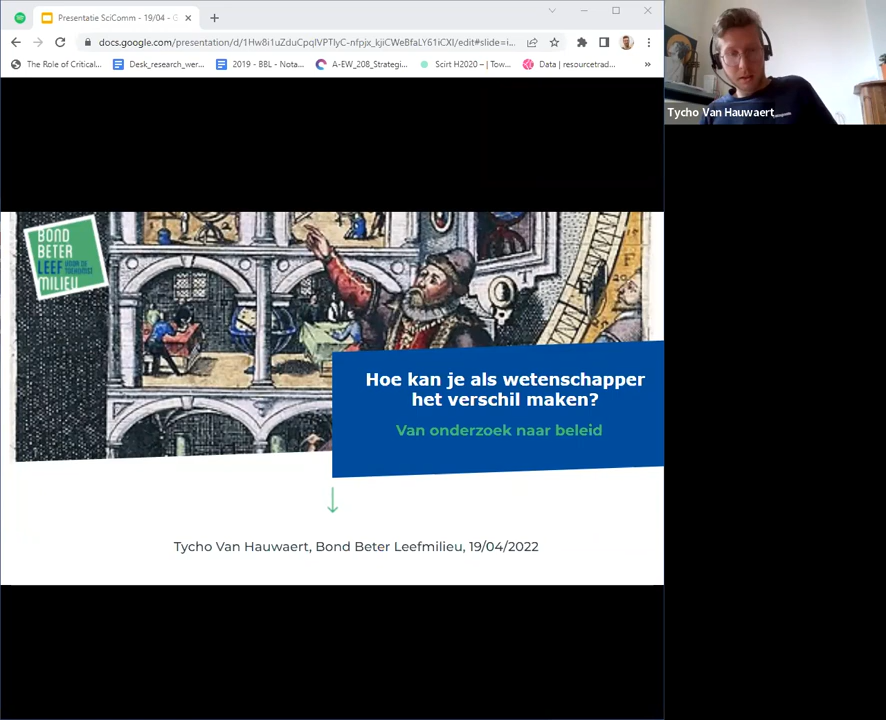 Presentatie SciComm - 19/04 - G
docs.google.com/presentation/d/1Hw8i1uZduCpqIVPTlyC-nfpjx_kjiCWeBfaLY61iCXI/edit#slide=i...
The Role of Critical...
Desk_research_wer...
2019 - BBL - Nota...
A-EW_208_Strategi...
Scirt H2020 – | Tow...
Data | resourcetrad...
»
Tycho Van Hauwaert
BOND
BETER
LEEF
MILIEU
Hoe kan je als wetenschapper
het verschil maken?
Van onderzoek naar beleid
Tycho Van Hauwaert, Bond Beter Leefmilieu, 19/04/2022